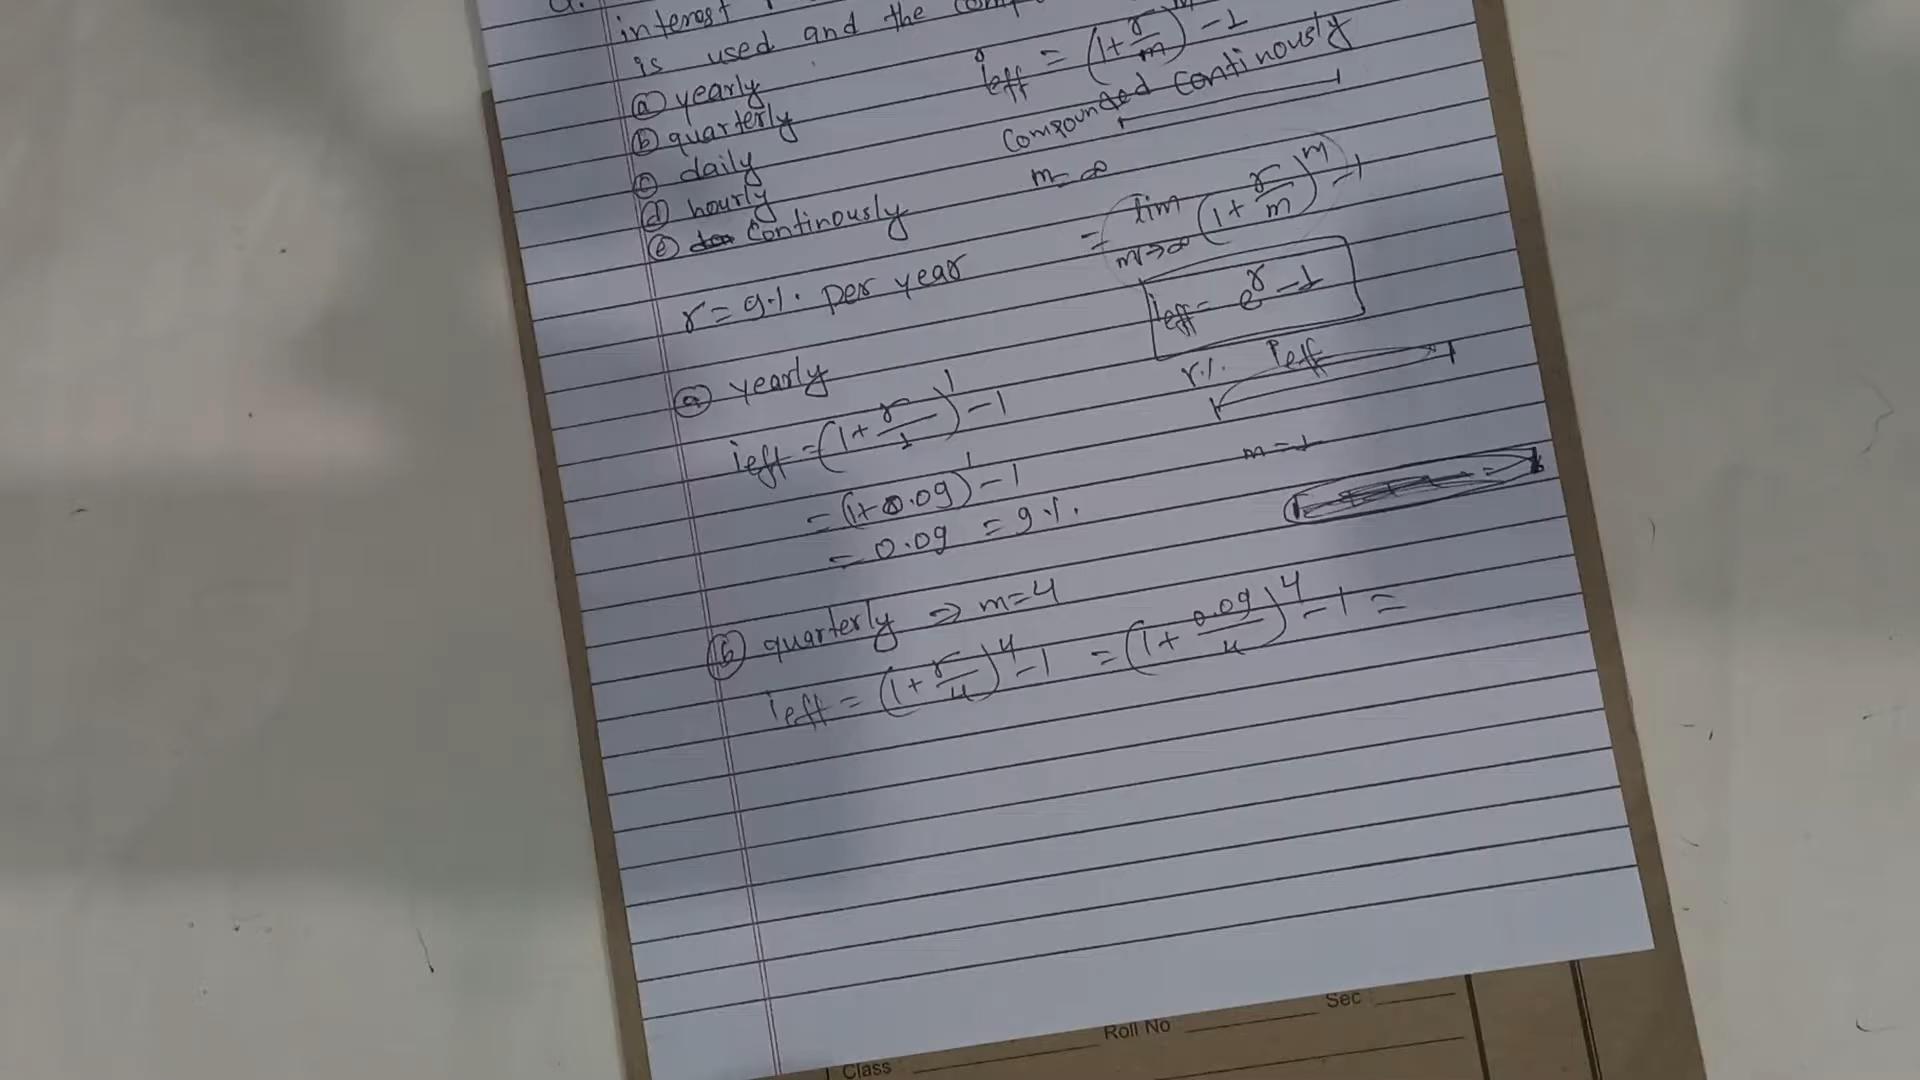 interest
is used and the
ⓐ yearly
ⓑ quarterly
ⓒ daily
ⓓ hourly
ⓔ continously
r = 9% per year
ⓐ yearly
ieff = (1 + r/1)^1 - 1
= (1 + 0.09)^1 - 1
= 0.09 = 9%.
ⓑ quarterly ⇒ m = 4
ieff = (1 + r/4)^4 - 1 = (1 + 0.09/4)^4 - 1 =
ieff = (1 + r/m)^m - 1
Compounded continously
m = ∞
= lim m→∞ (1 + r/m)^m - 1
ieff = e^r - 1
r% ieff
m = 1
Sec
Roll No
Class